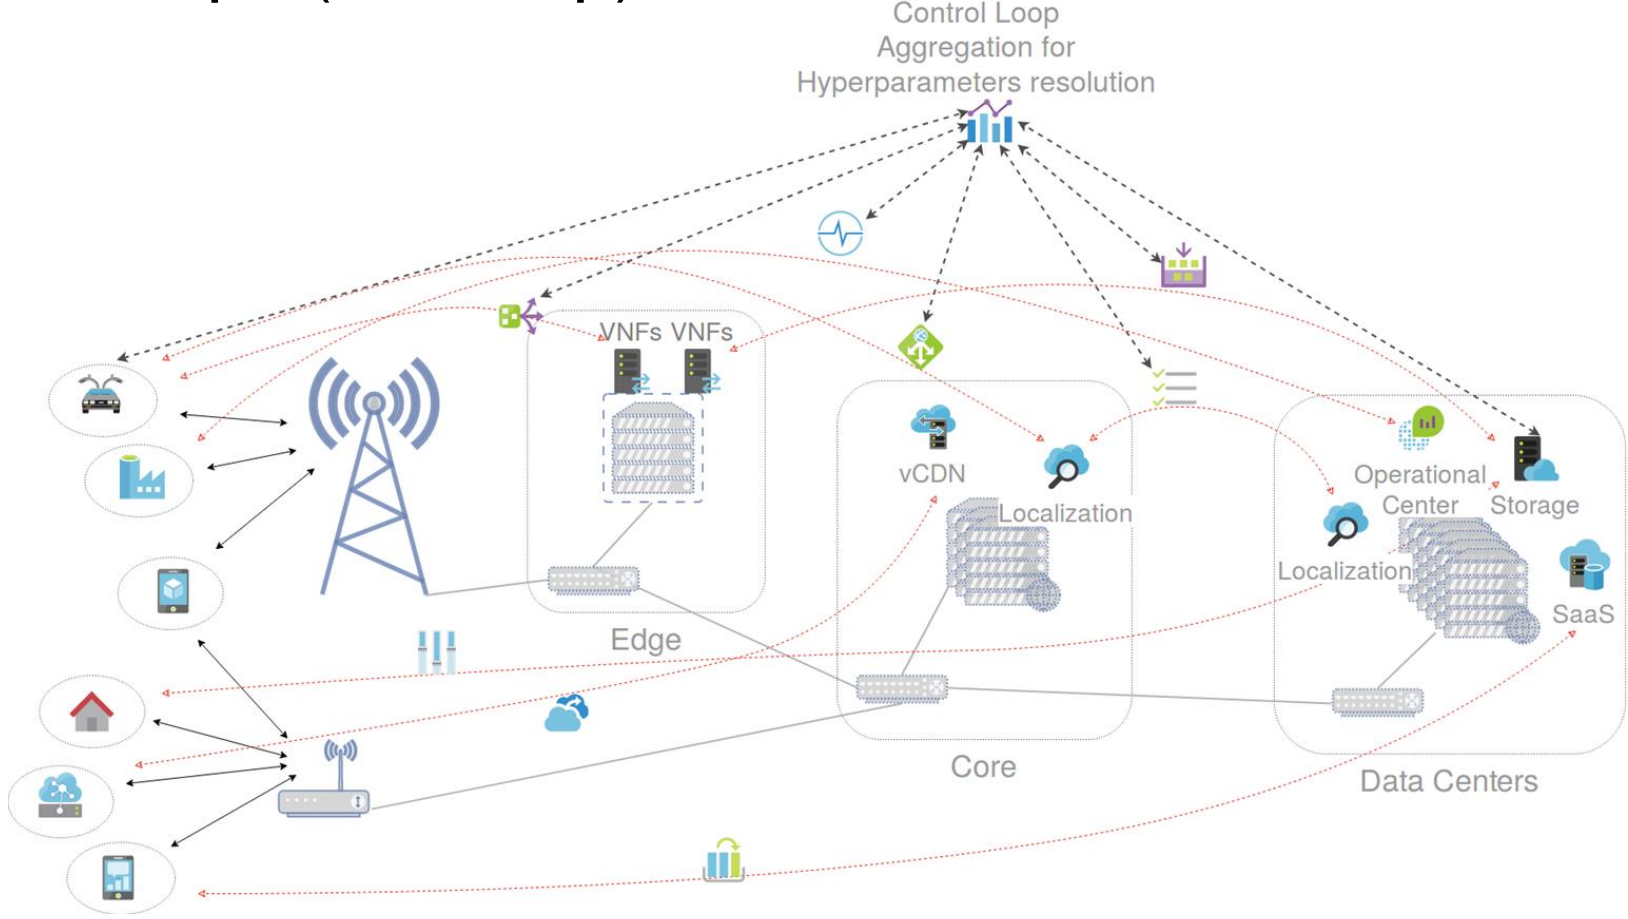 Control Loop
Aggregation for
Hyperparameters resolution
VNFs VNFs
vCDN
Localization
Operational
Center
Storage
Localization
SaaS
Edge
Core
Data Centers